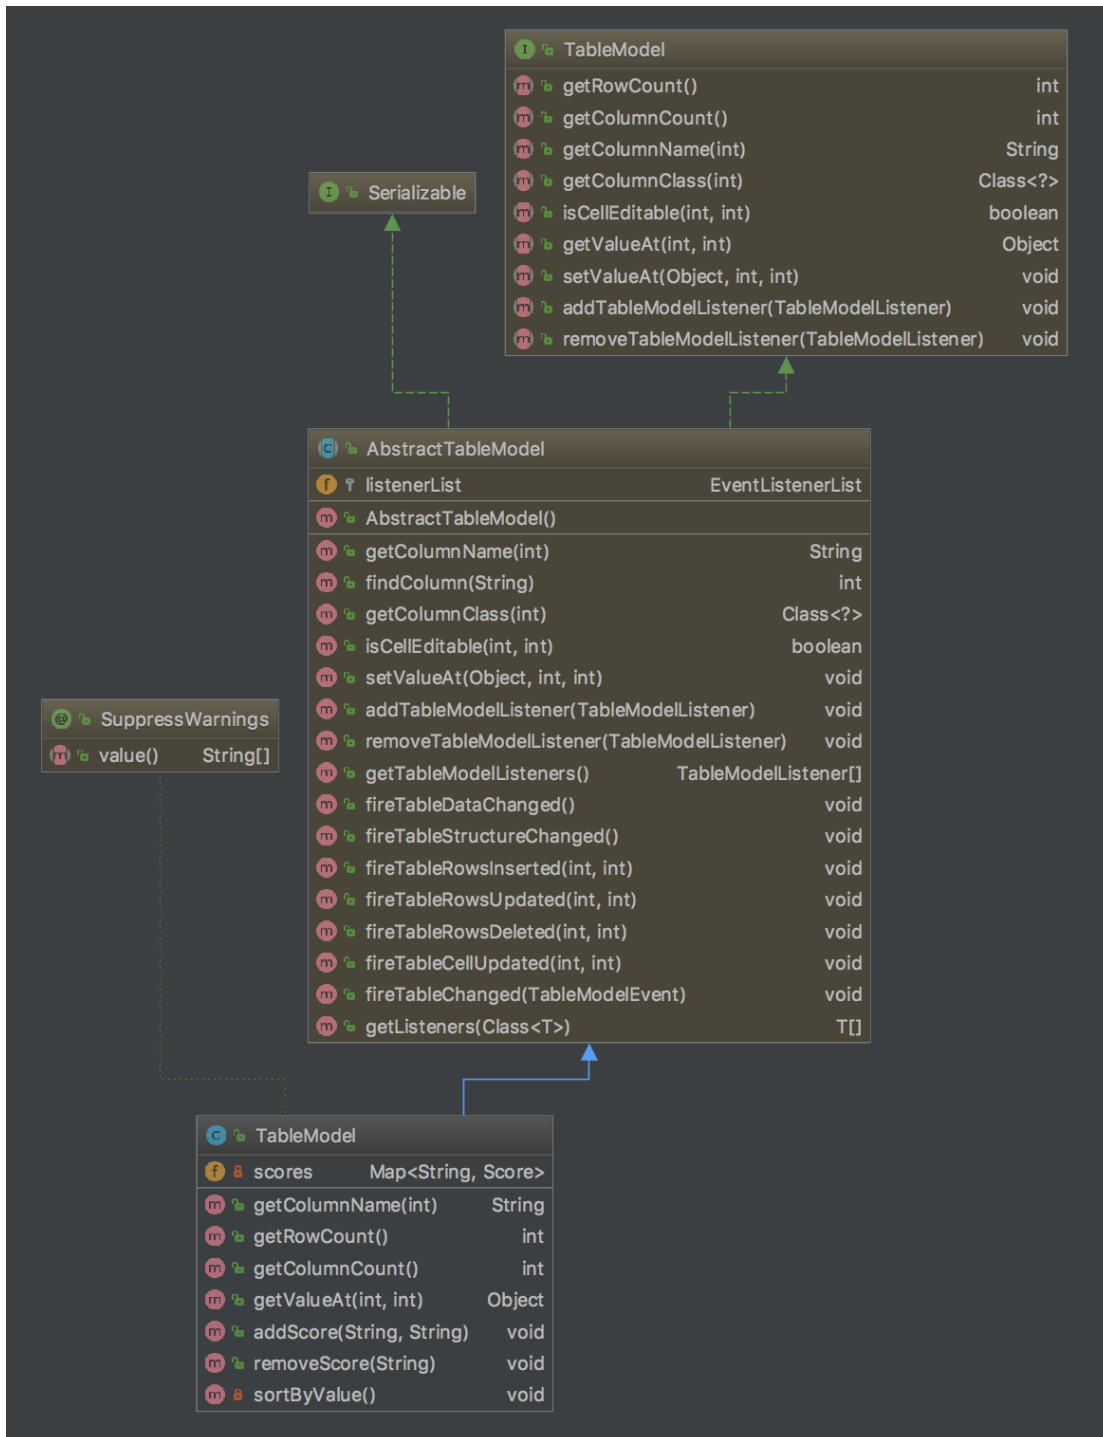 TableModel
getRowCount() int
getColumnCount() int
getColumnName(int) String
getColumnClass(int) Class<?>
isCellEditable(int, int) boolean
getValueAt(int, int) Object
setValueAt(Object, int, int) void
addTableModelListener(TableModelListener) void
removeTableModelListener(TableModelListener) void
Serializable
AbstractTableModel
listenerList EventListenerList
AbstractTableModel()
getColumnName(int) String
findColumn(String) int
getColumnClass(int) Class<?>
isCellEditable(int, int) boolean
setValueAt(Object, int, int) void
addTableModelListener(TableModelListener) void
removeTableModelListener(TableModelListener) void
getTableModelListeners() TableModelListener[]
fireTableDataChanged() void
fireTableStructureChanged() void
fireTableRowsInserted(int, int) void
fireTableRowsUpdated(int, int) void
fireTableRowsDeleted(int, int) void
fireTableCellUpdated(int, int) void
fireTableChanged(TableModelEvent) void
getListeners(Class<T>) T[]
SuppressWarnings
value() String[]
TableModel
scores Map<String, Score>
getColumnName(int) String
getRowCount() int
getColumnCount() int
getValueAt(int, int) Object
addScore(String, String) void
removeScore(String) void
sortByValue() void